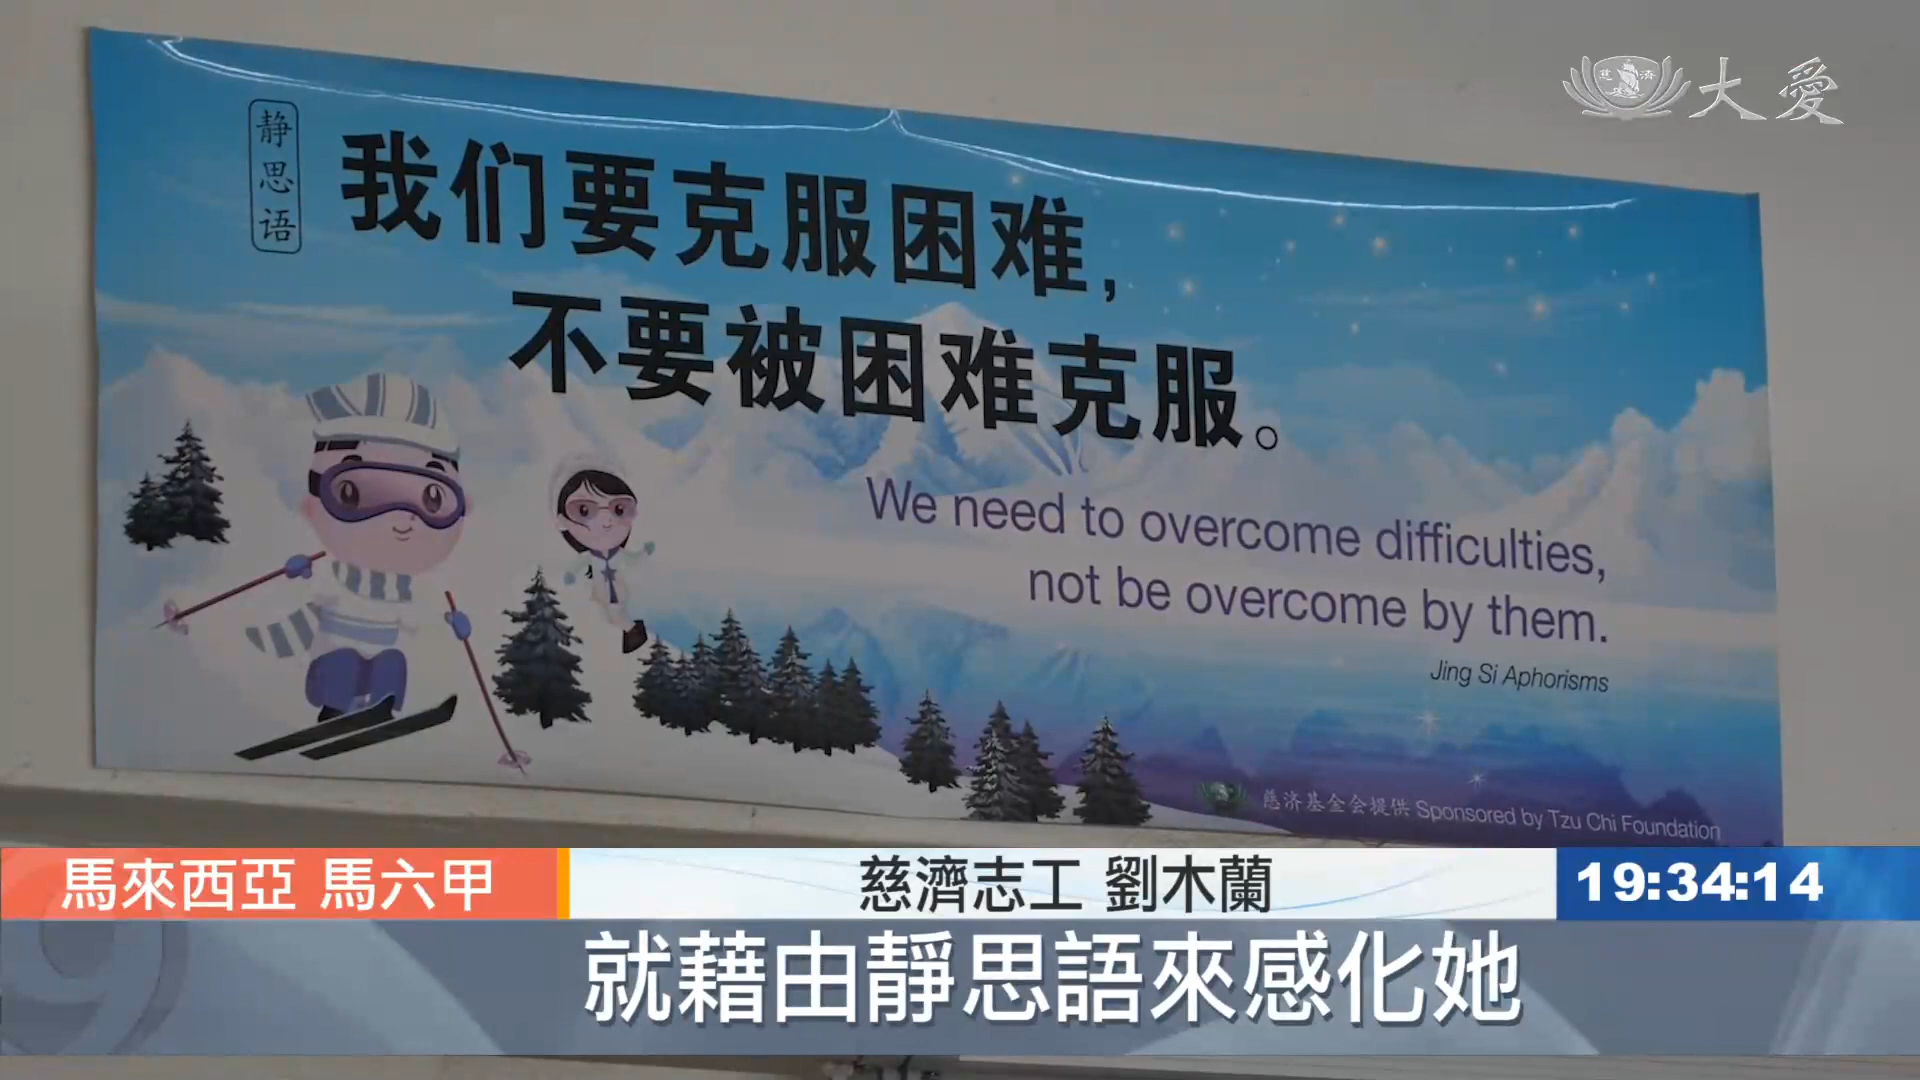 大愛
慈濟
静思语
我们要克服困难，
不要被困难克服。
We need to overcome difficulties,
not be overcome by them.
Jing Si Aphorisms
慈济基金会提供 Sponsored by Tzu Chi Foundation
馬來西亞 馬六甲
慈濟志工 劉木蘭
19:34:14
就藉由靜思語來感化她